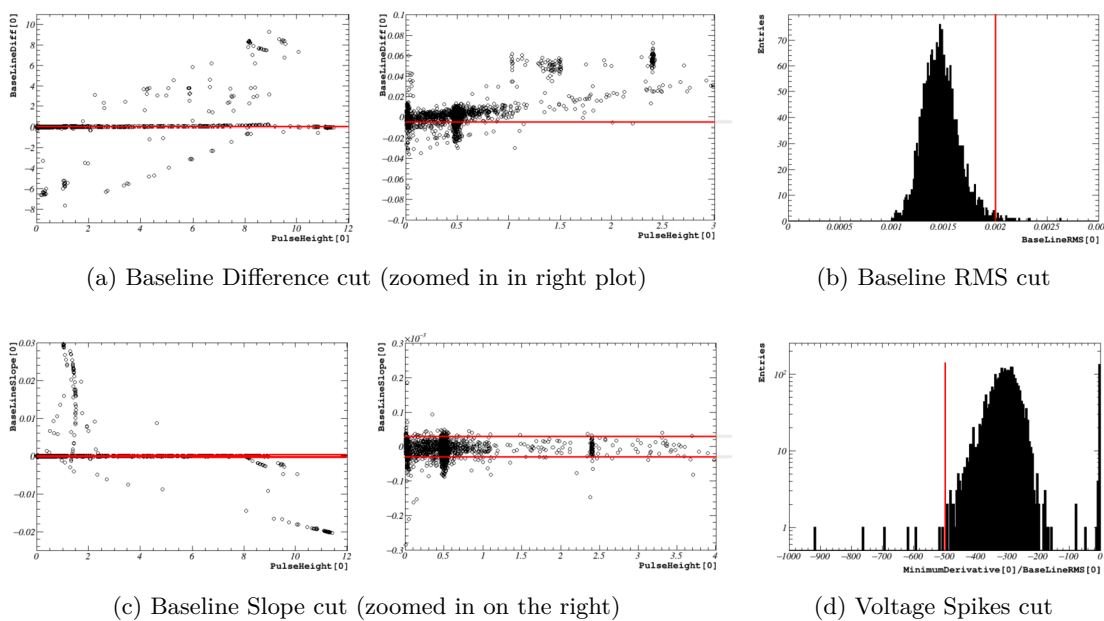 BaseLineDiff[0]
10
8
6
4
2
0
−2
−4
−6
−8
0 2 4 6 8 10 12
PulseHeight[0]
BaseLineDiff[0]
0.1
0.08
0.06
0.04
0.02
0
−0.02
−0.04
−0.06
−0.08
−0.1
0 0.5 1 1.5 2 2.5 3
PulseHeight[0]
Entries
70
60
50
40
30
20
10
0
0 0.0005 0.001 0.0015 0.002 0.0025 0.003
BaseLineRMS[0]
(a) Baseline Difference cut (zoomed in in right plot)
(b) Baseline RMS cut
BaseLineSlope[0]
0.03
0.02
0.01
0
−0.01
−0.02
0 2 4 6 8 10 12
PulseHeight[0]
BaseLineSlope[0]
×10⁻³
0.3
0.2
0.1
0
−0.1
−0.2
−0.3
0 0.5 1 1.5 2 2.5 3 3.5 4
PulseHeight[0]
Entries
10²
10
1
−1000 −900 −800 −700 −600 −500 −400 −300 −200 −100 0
MinimumDerivative[0]/BaseLineRMS[0]
(c) Baseline Slope cut (zoomed in on the right)
(d) Voltage Spikes cut